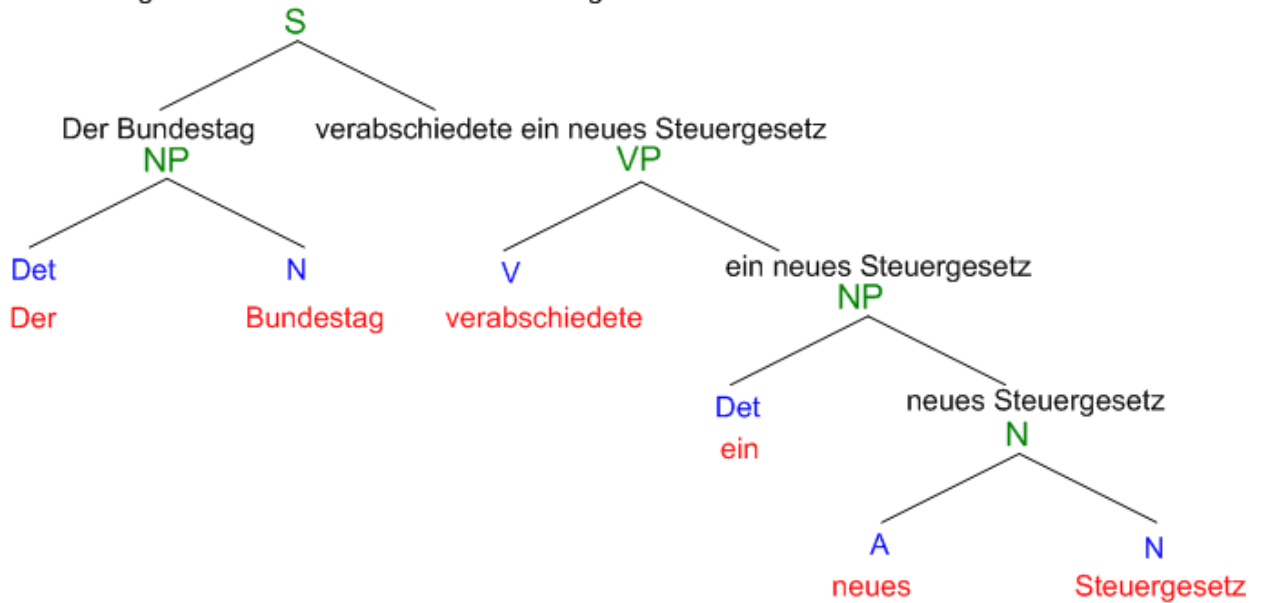 S
Der Bundestag verabschiedete ein neues Steuergesetz
NP VP
Det N V ein neues Steuergesetz
NP
Der Bundestag verabschiedete
Det neues Steuergesetz
N
ein
A N
neues Steuergesetz